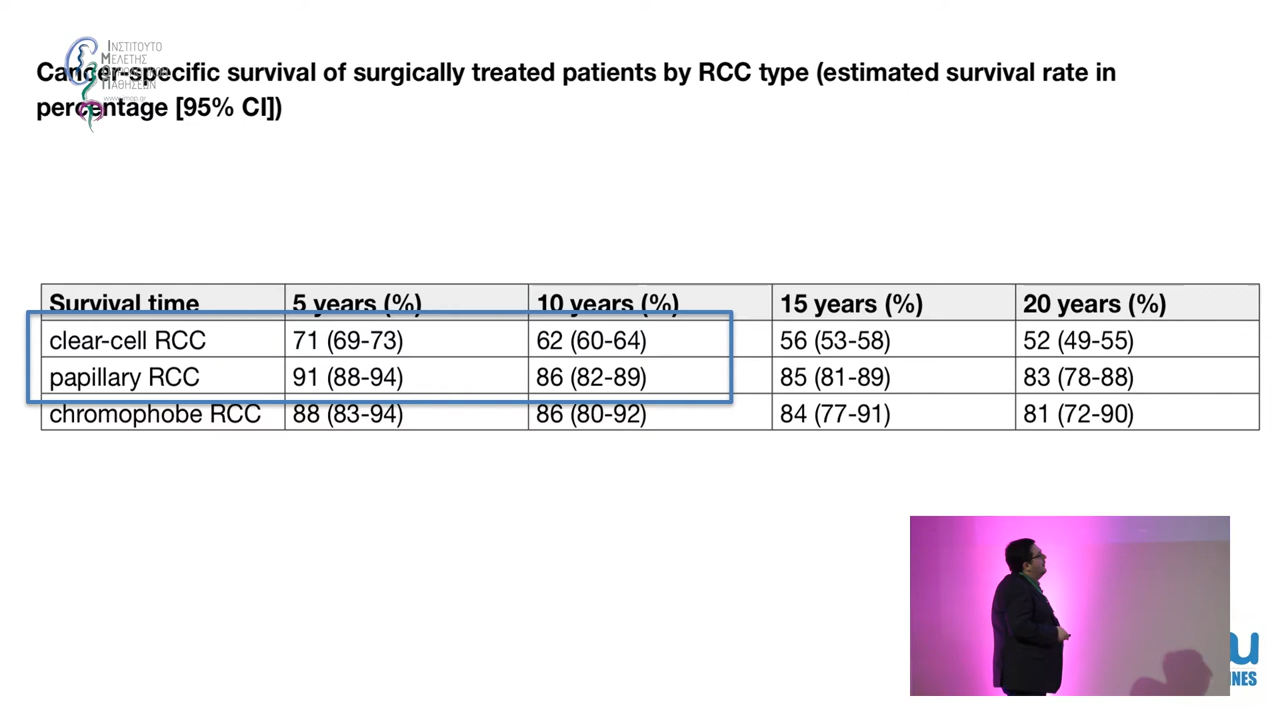 ΙΝΣΤΙΤΟΥΤΟ
ΜΕΛΕΤΗΣ
ΠΑΘΗΣΕΩΝ
Cancer-specific survival of surgically treated patients by RCC type (estimated survival rate in
percentage [95% CI])
Survival time 5 years (%) 10 years (%) 15 years (%) 20 years (%)
clear-cell RCC 71 (69-73) 62 (60-64) 56 (53-58) 52 (49-55)
papillary RCC 91 (88-94) 86 (82-89) 85 (81-89) 83 (78-88)
chromophobe RCC 88 (83-94) 86 (80-92) 84 (77-91) 81 (72-90)
u
INES